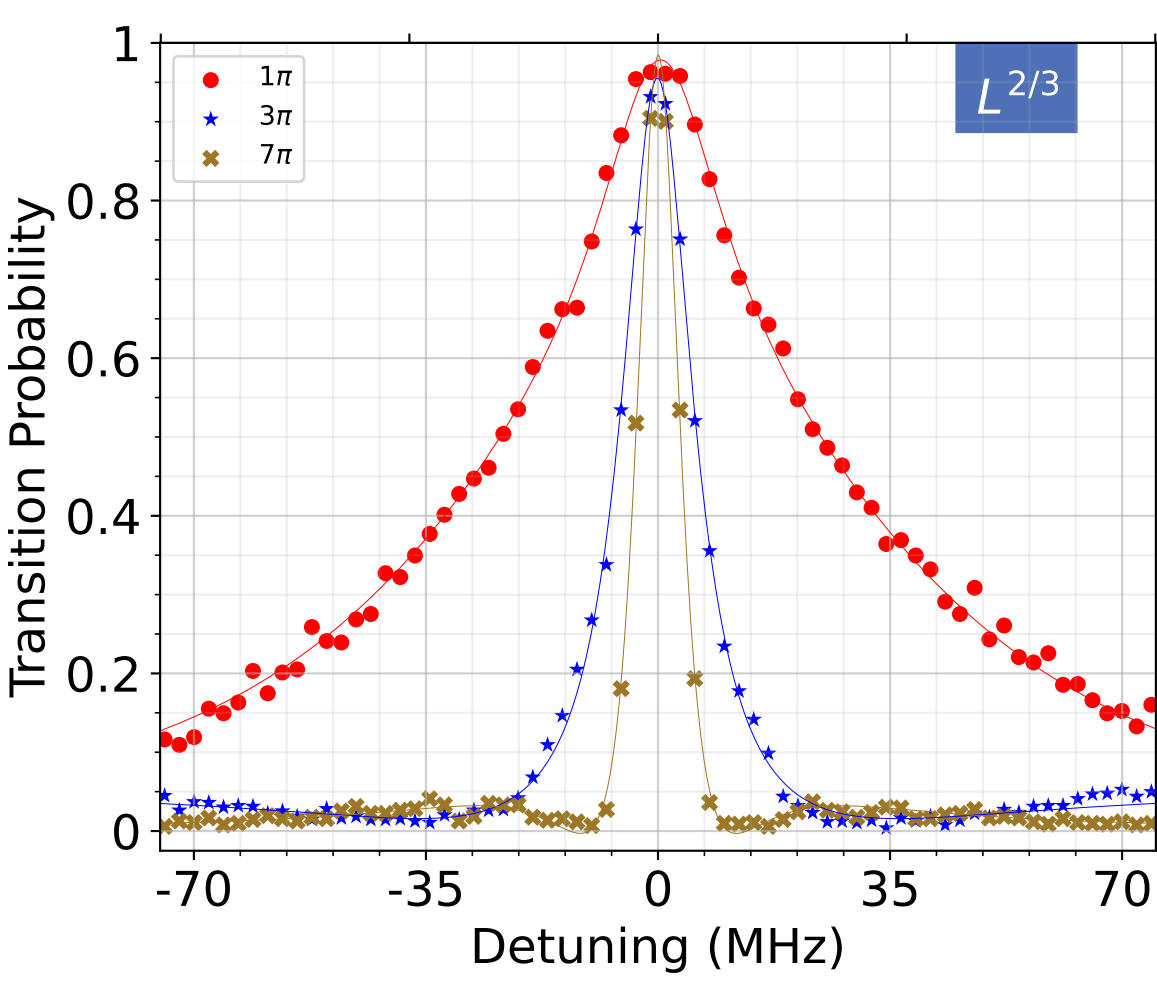 1
1π
3π
7π
L^2/3
0.8
0.6
0.4
0.2
0
Transition Probability
-70 -35 0 35 70
Detuning (MHz)